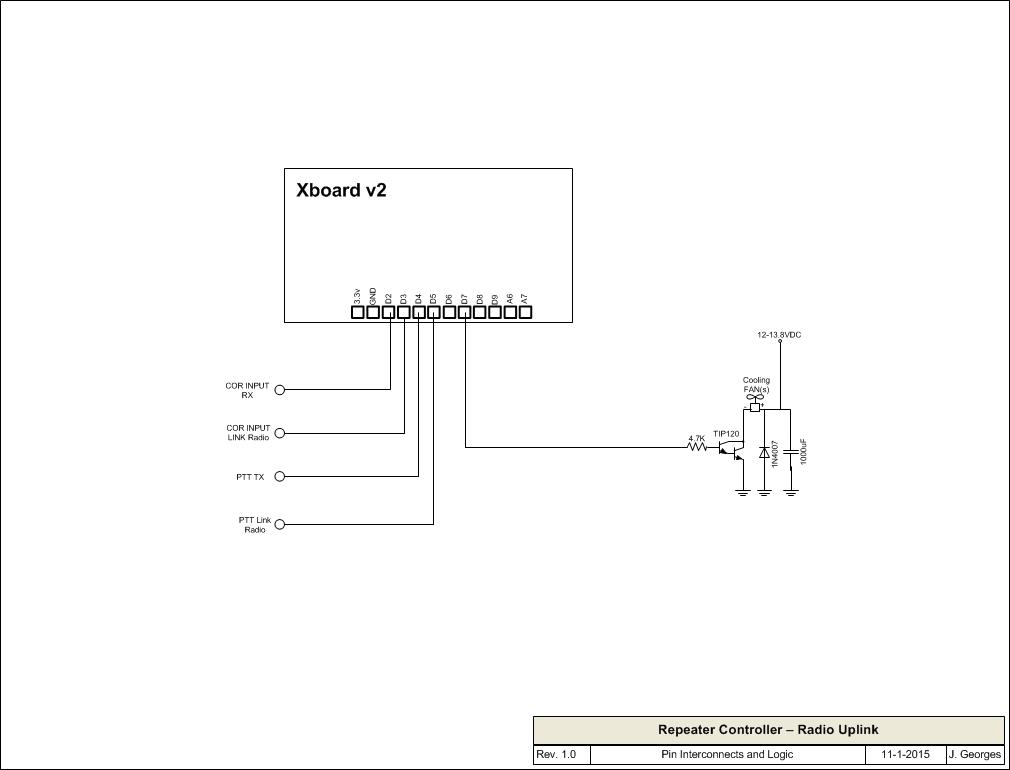 Xboard v2
3.3v
GND
D2
D3
D4
D5
D6
D7
D8
D9
A6
A7
12-13.8VDC
COR INPUT
RX
Cooling
FAN(s)
- +
COR INPUT
LINK Radio
4.7K
TIP120
1N4007
1000uF
PTT TX
PTT Link
Radio
Repeater Controller – Radio Uplink
Rev. 1.0 Pin Interconnects and Logic 11-1-2015 J. Georges